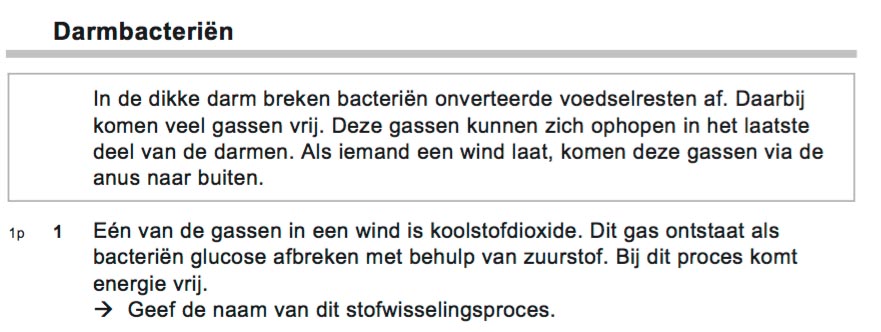 Darmbacteriën
In de dikke darm breken bacteriën onverteerde voedselresten af. Daarbij
komen veel gassen vrij. Deze gassen kunnen zich ophopen in het laatste
deel van de darmen. Als iemand een wind laat, komen deze gassen via de
anus naar buiten.
1p 1 Eén van de gassen in een wind is koolstofdioxide. Dit gas ontstaat als
bacteriën glucose afbreken met behulp van zuurstof. Bij dit proces komt
energie vrij.
→ Geef de naam van dit stofwisselingsproces.